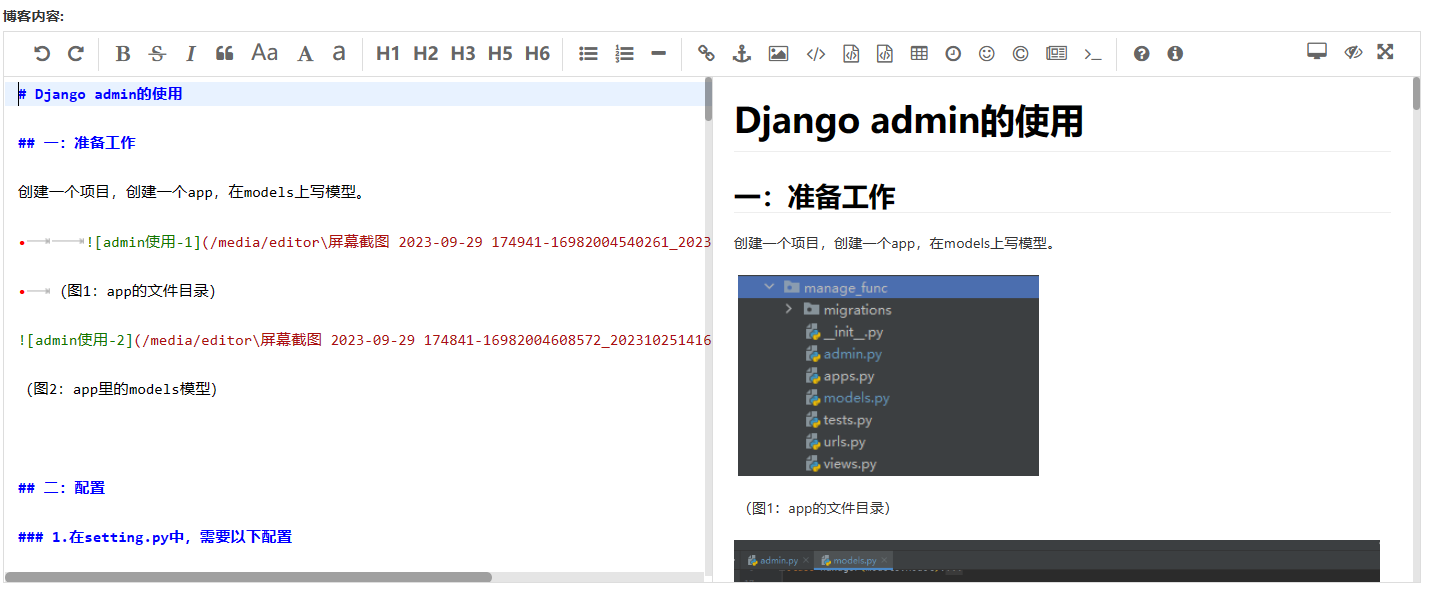 博客内容:
B S I Aa A a H1 H2 H3 H5 H6
# Django admin的使用
## 一：准备工作
创建一个项目，创建一个app，在models上写模型。
![admin使用-1](/media/editor\屏幕截图 2023-09-29 174941-16982004540261_2023
（图1：app的文件目录）
![admin使用-2](/media/editor\屏幕截图 2023-09-29 174841-16982004608572_202310251416
（图2：app里的models模型）
## 二：配置
### 1.在setting.py中，需要以下配置
Django admin的使用
一：准备工作
创建一个项目，创建一个app，在models上写模型。
manage_func
migrations
__init__.py
admin.py
apps.py
models.py
tests.py
urls.py
views.py
（图1：app的文件目录）
admin.py models.py